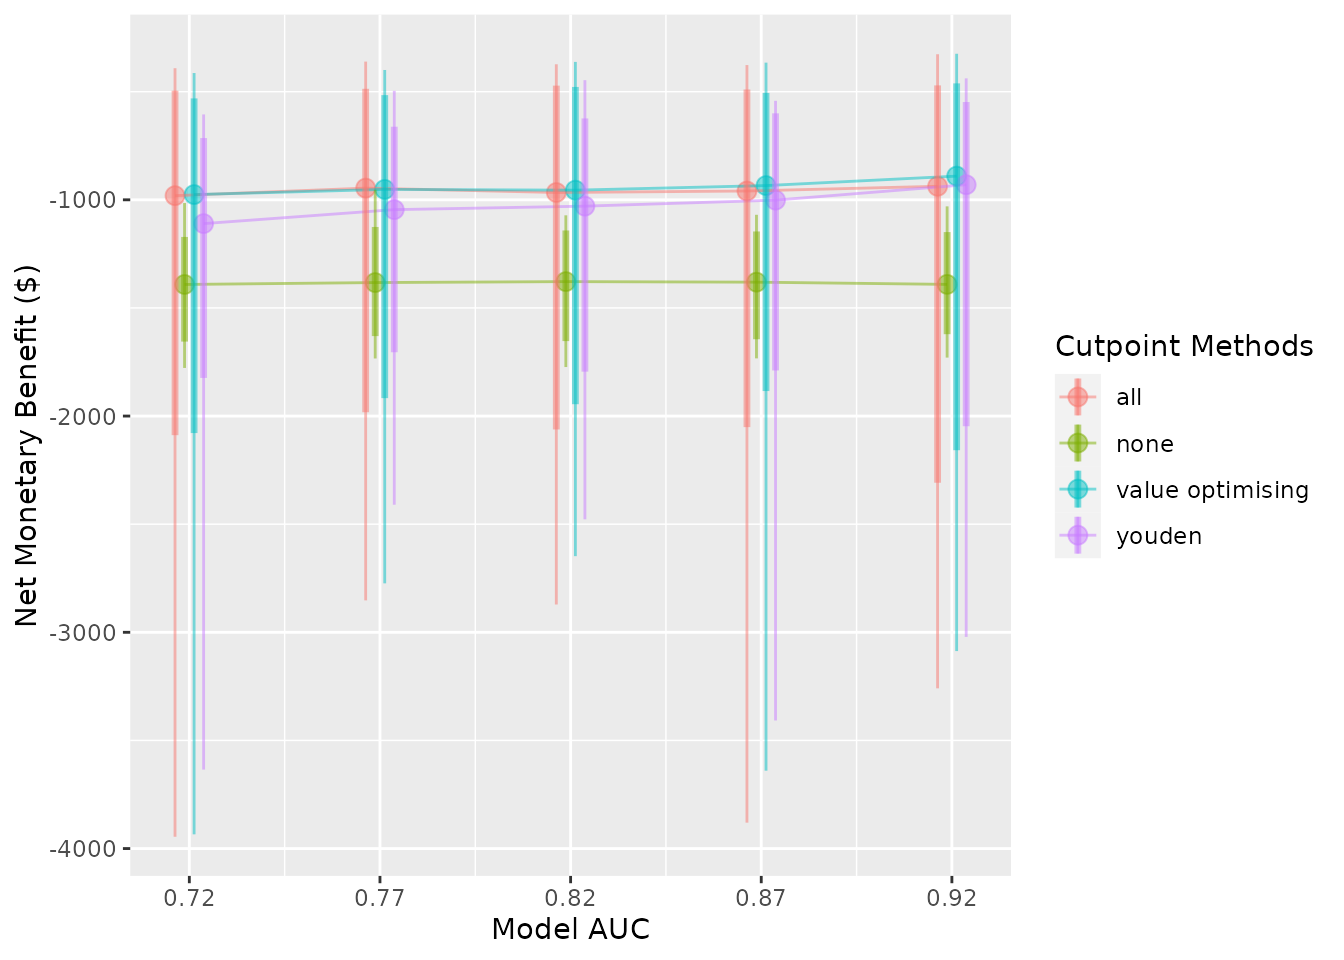 Net Monetary Benefit ($)
-1000
-2000
-3000
-4000
0.72 0.77 0.82 0.87 0.92
Model AUC
Cutpoint Methods
all
none
value optimising
youden